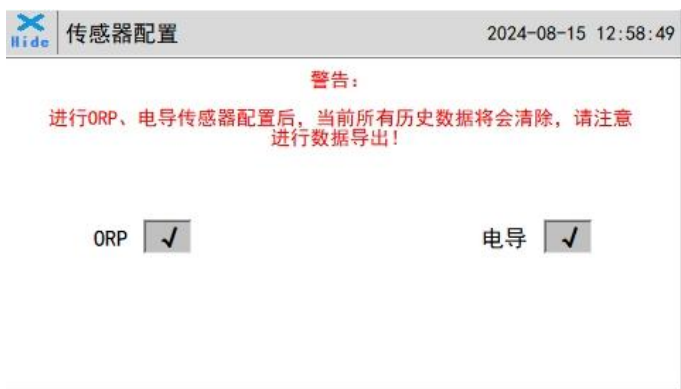 Hide 传感器配置 2024-08-15 12:58:49
警告：
进行ORP、电导传感器配置后，当前所有历史数据将会清除，请注意
进行数据导出！
ORP √ 电导 √